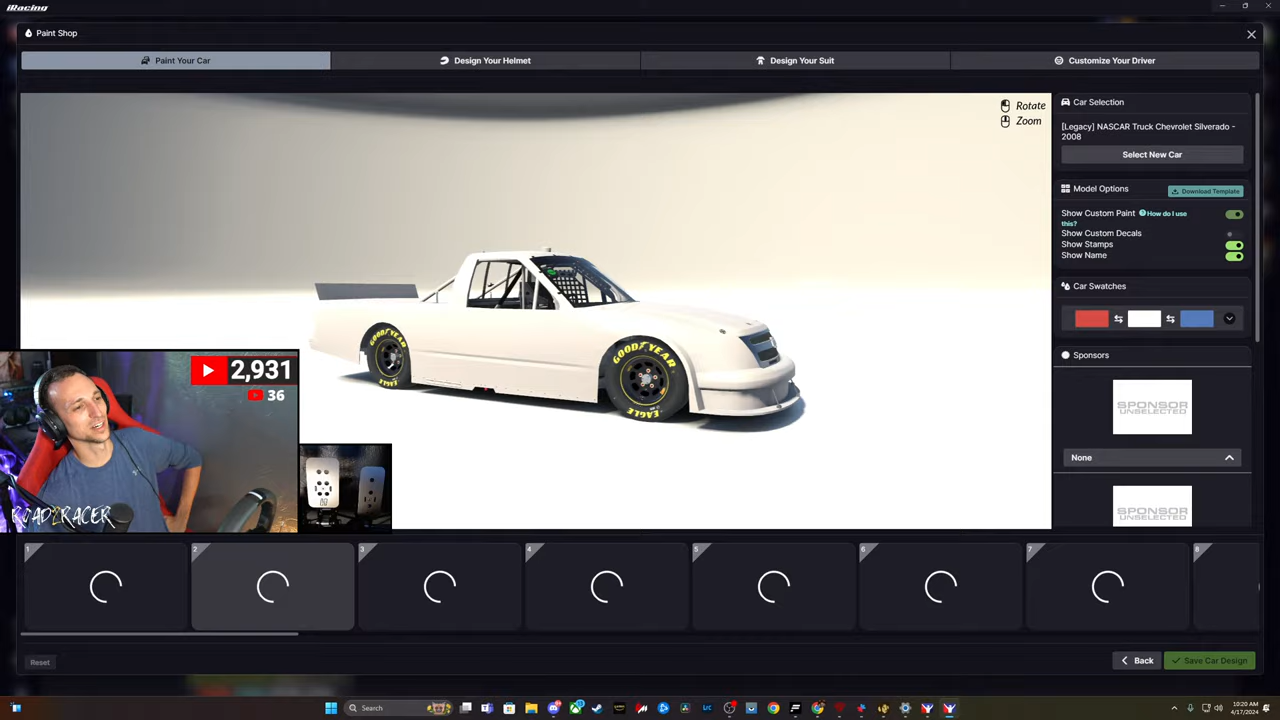 iRacing
Paint Shop
Paint Your Car
Design Your Helmet
Design Your Suit
Customize Your Driver
Rotate
Zoom
Car Selection
[Legacy] NASCAR Truck Chevrolet Silverado -
2008
Select New Car
Model Options
Download Template
Show Custom Paint
How do I use
this?
Show Custom Decals
Show Stamps
Show Name
Car Swatches
Sponsors
SPONSOR
UNSELECTED
None
SPONSOR
UNSELECTED
GOODYEAR
EAGLE
GOODYEAR
EAGLE
2,931
36
ROAD2RACER
1
2
3
4
5
6
7
8
Reset
Back
Save Car Design
Search
10:20 AM
4/17/2024